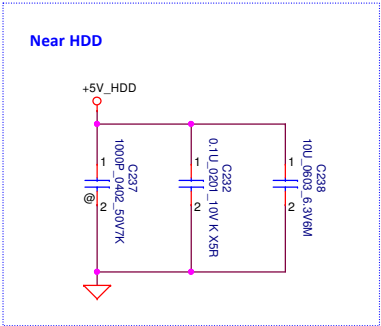 Near HDD
+5V_HDD
1
C237
1000P_0402_50V7K
@
2
1
C232
0.1U_0201_10V K X5R
2
1
C238
10U_0603_6.3V6M
2